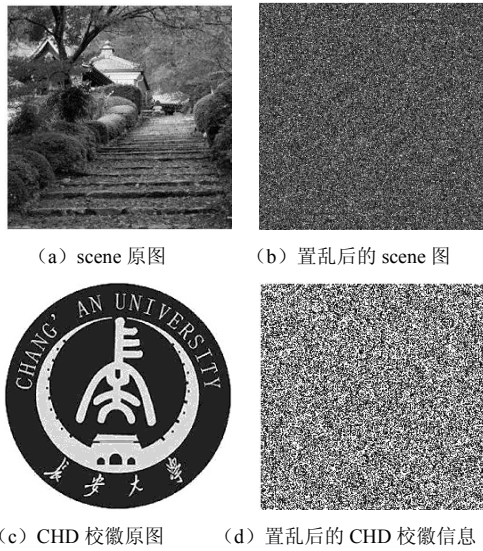 （a）scene 原图
（b）置乱后的 scene 图
CHANG'AN UNIVERSITY
长安大学
（c）CHD 校徽原图
（d）置乱后的 CHD 校徽信息